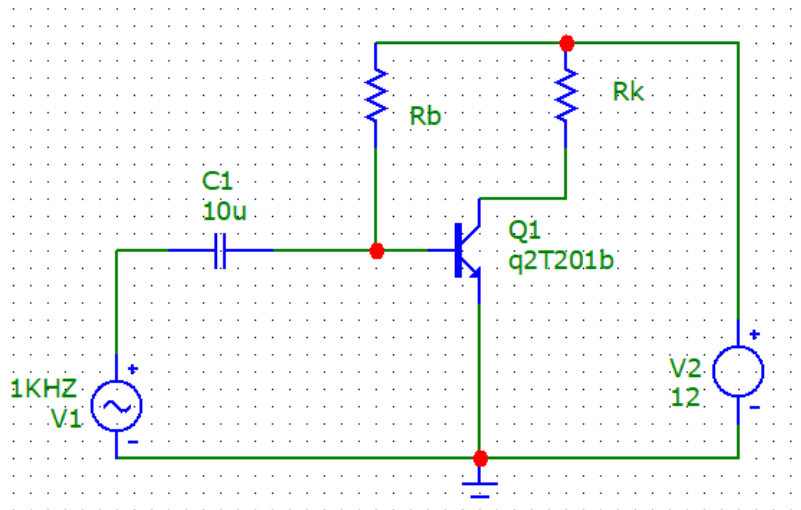 Rb
Rk
C1
10u
Q1
q2T201b
1KHZ
V1
+
-
V2
12
+
-